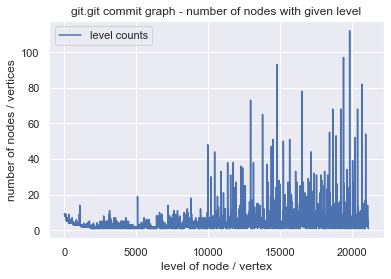 git.git commit graph - number of nodes with given level
level counts
number of nodes / vertices
100
80
60
40
20
0
0 5000 10000 15000 20000
level of node / vertex